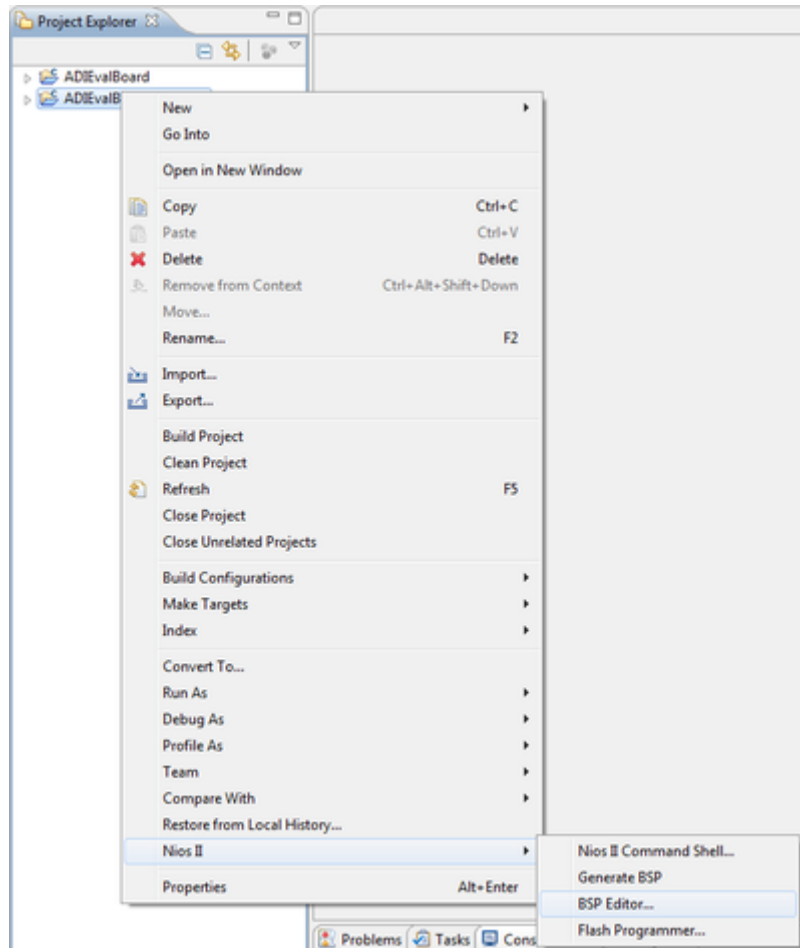 Project Explorer
ADIEvalBoard
ADIEvalB
New
Go Into
Open in New Window
Copy Ctrl+C
Paste Ctrl+V
Delete Delete
Remove from Context Ctrl+Alt+Shift+Down
Move...
Rename... F2
Import...
Export...
Build Project
Clean Project
Refresh F5
Close Project
Close Unrelated Projects
Build Configurations
Make Targets
Index
Convert To...
Run As
Debug As
Profile As
Team
Compare With
Restore from Local History...
Nios II
Properties Alt+Enter
Nios II Command Shell...
Generate BSP
BSP Editor...
Flash Programmer...
Problems Tasks Cons